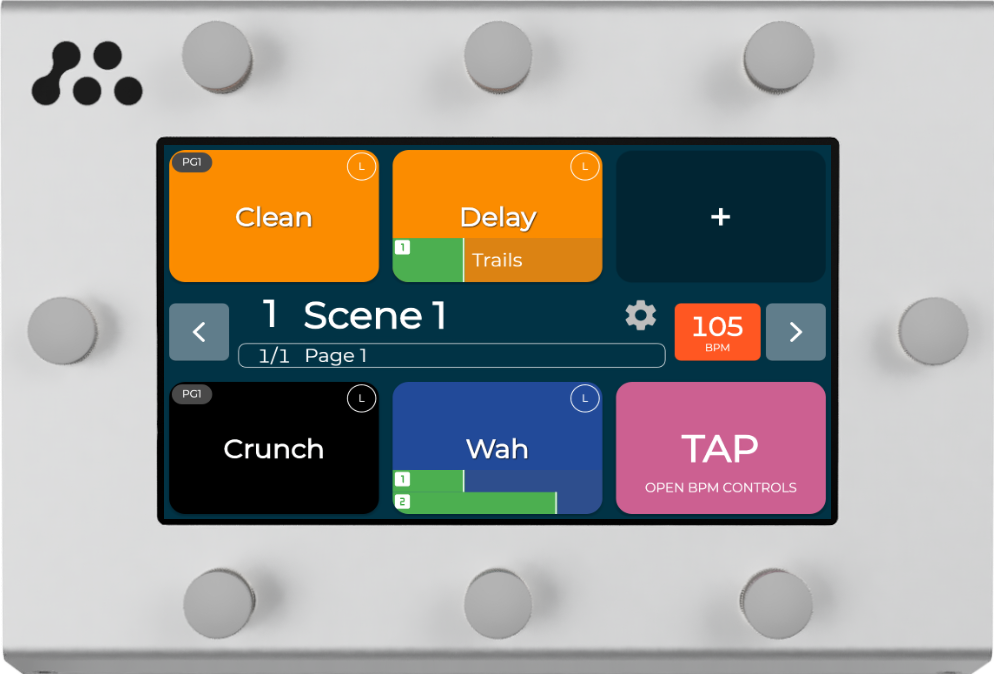 PG1
L
Clean
L
Delay
1
Trails
+
1 Scene 1
1/1 Page 1
105
BPM
PG1
L
Crunch
L
Wah
1
2
TAP
OPEN BPM CONTROLS